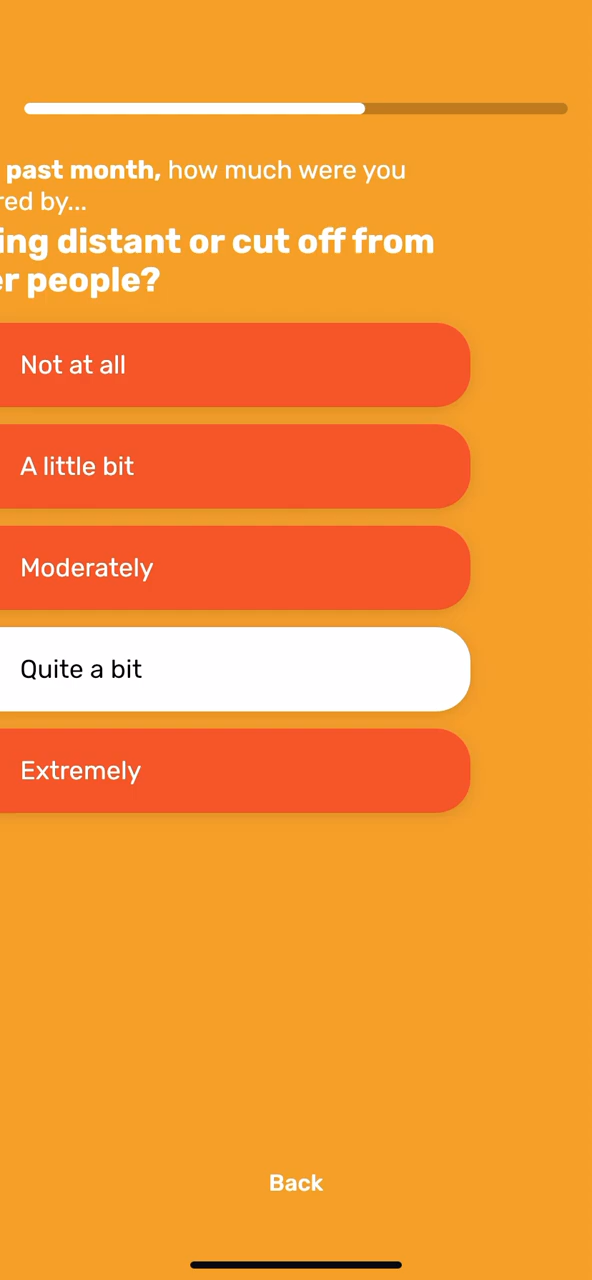 past month, how much were you
red by...
ing distant or cut off from
er people?
Not at all
A little bit
Moderately
Quite a bit
Extremely
Back